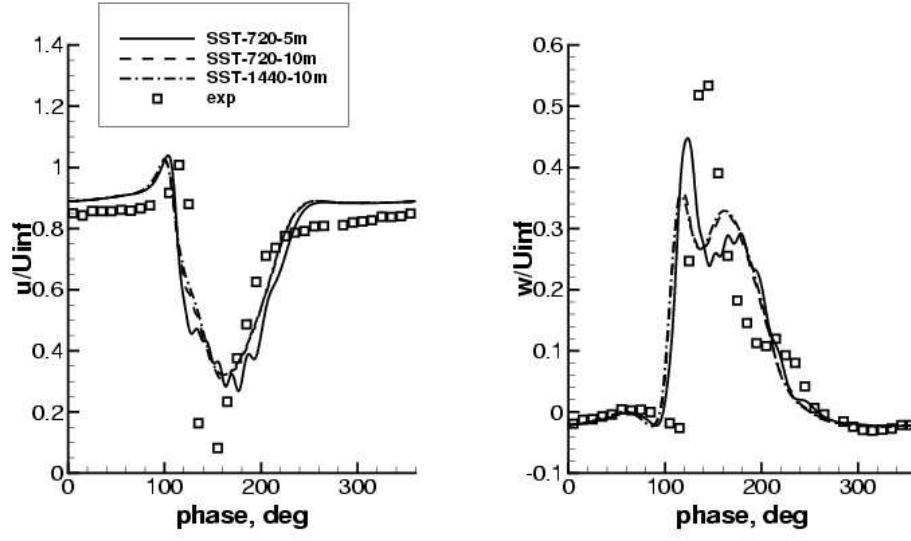 SST-720-5m
SST-720-10m
SST-1440-10m
exp
u/Uinf
1.4
1.2
1
0.8
0.6
0.4
0.2
0
0 100 200 300
phase, deg
w/Uinf
0.6
0.5
0.4
0.3
0.2
0.1
0
-0.1
0 100 200 300
phase, deg